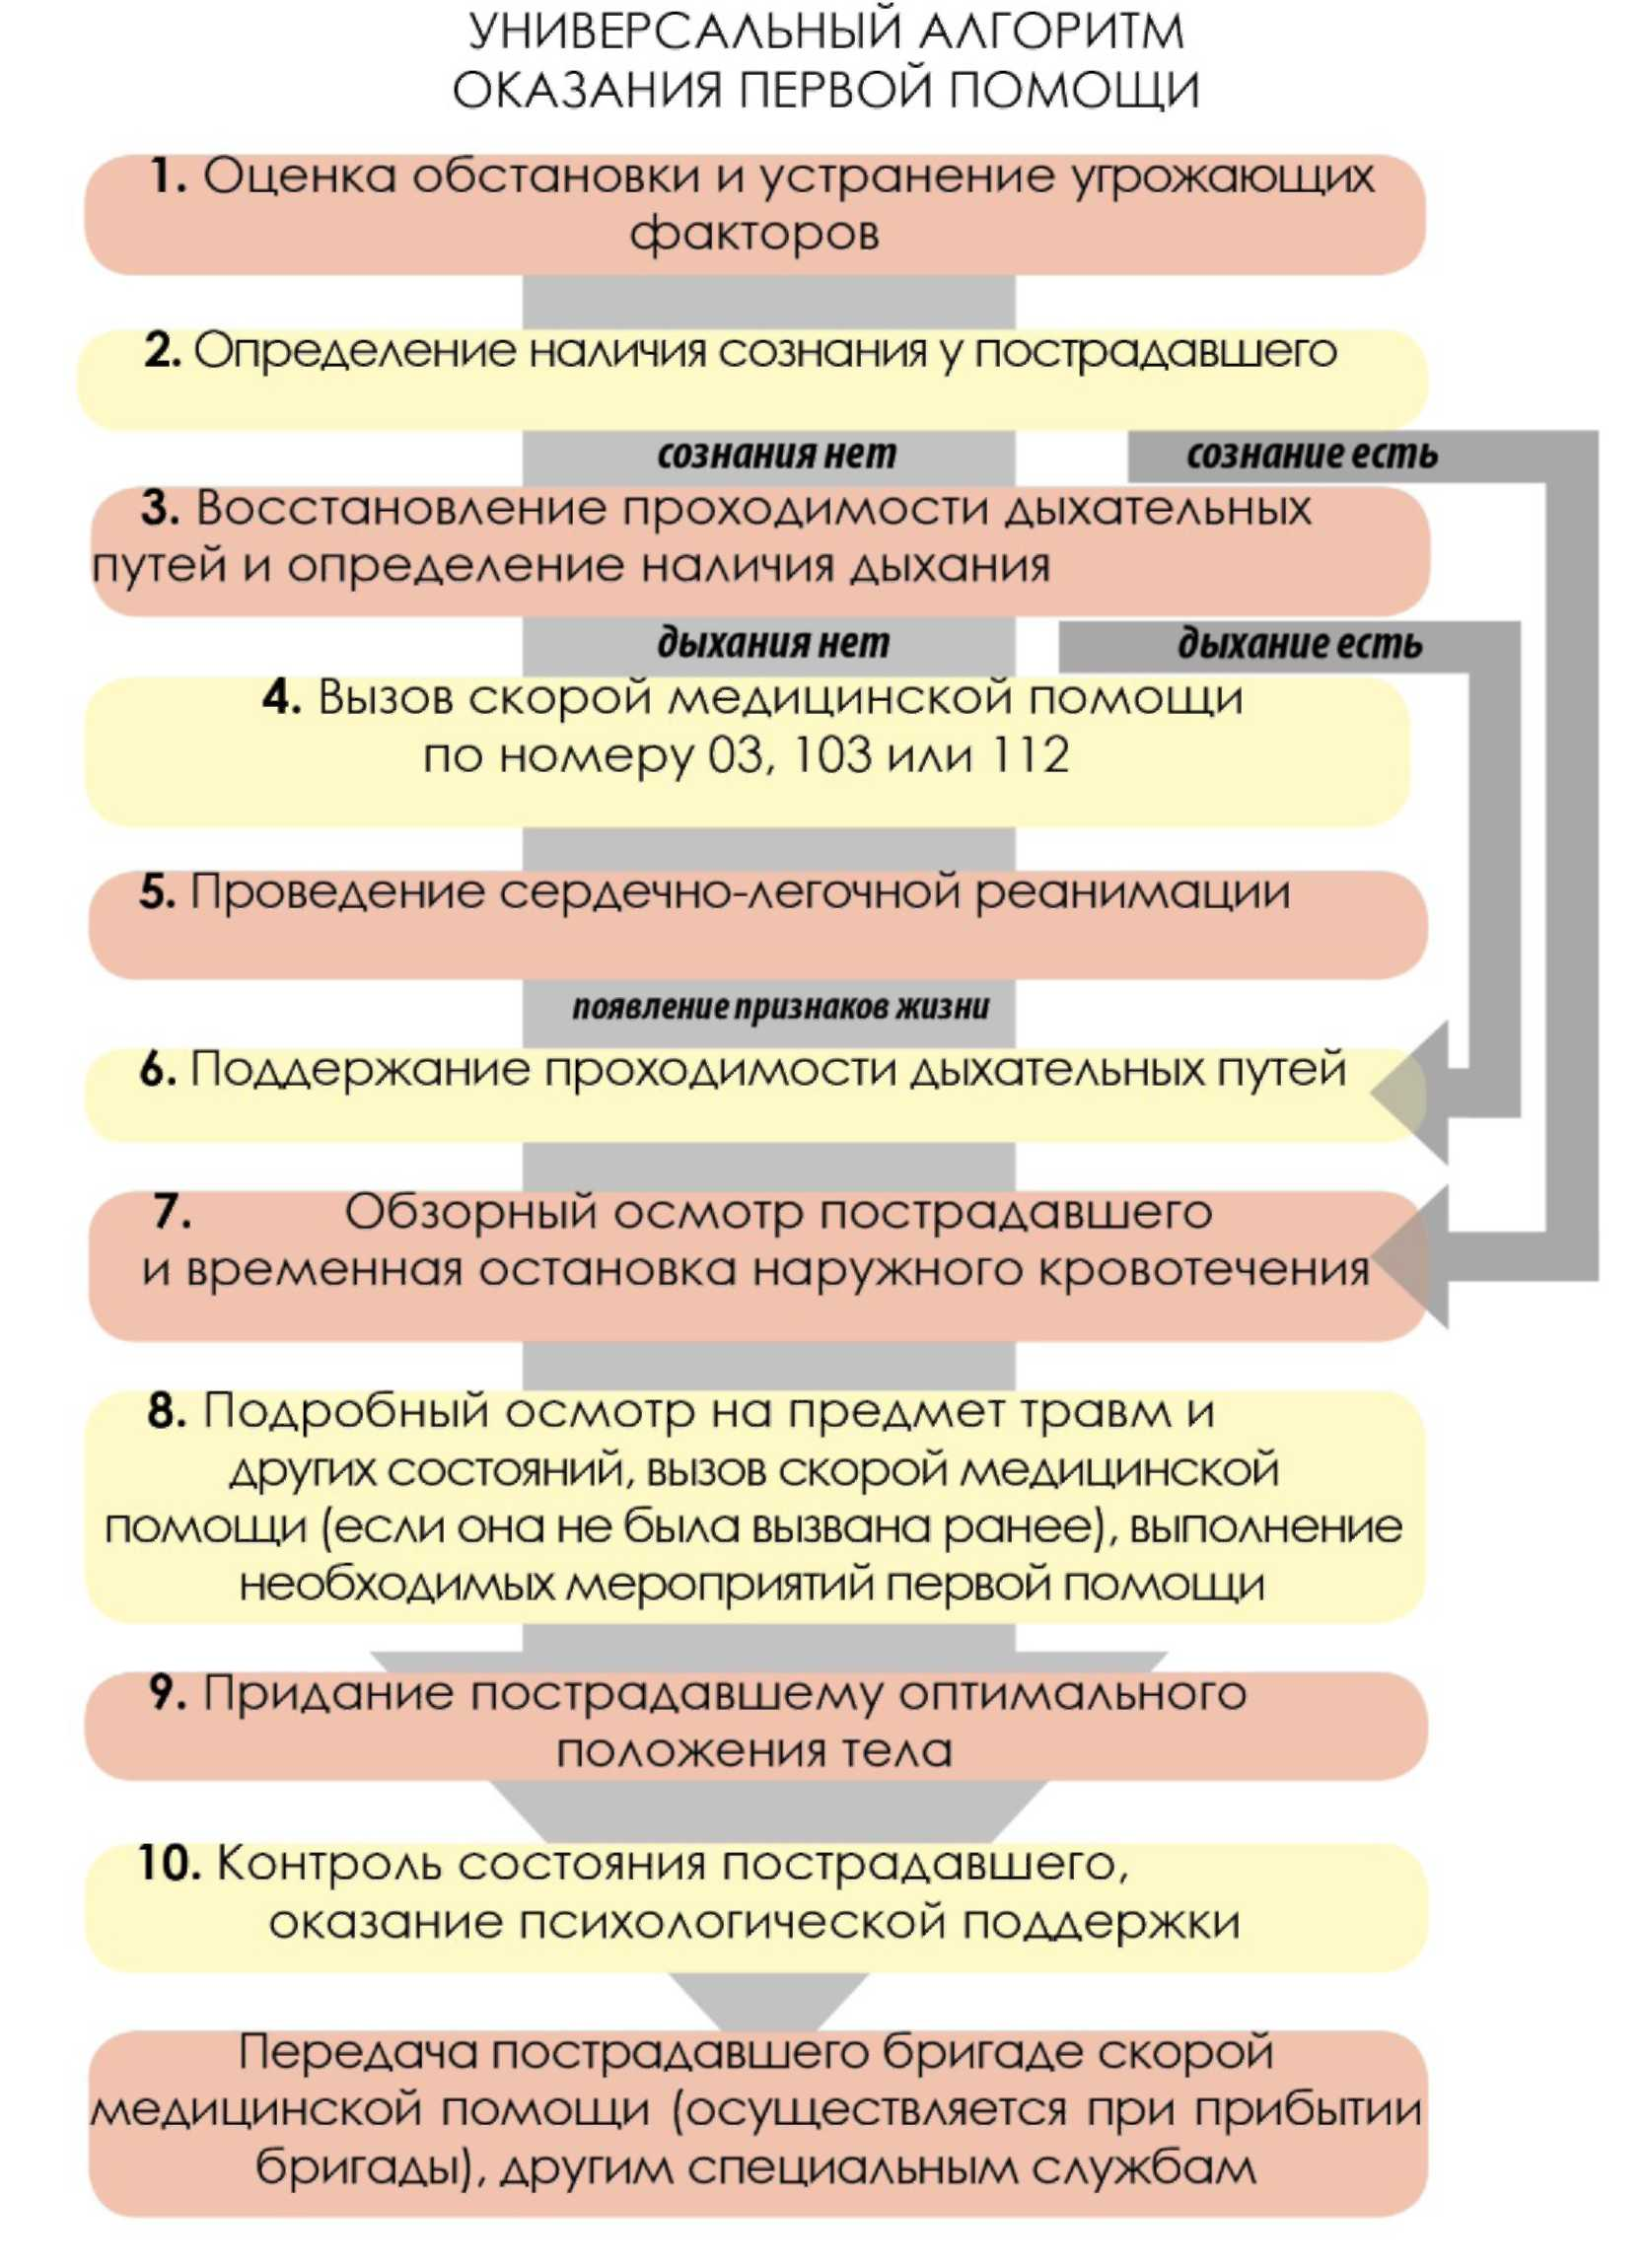 УНИВЕРСАЛЬНЫЙ АЛГОРИТМ
ОКАЗАНИЯ ПЕРВОЙ ПОМОЩИ
1. Оценка обстановки и устранение угрожающих
факторов
2. Определение наличия сознания у пострадавшего
сознания нет
сознание есть
3. Восстановление проходимости дыхательных
путей и определение наличия дыхания
дыхания нет
дыхание есть
4. Вызов скорой медицинской помощи
по номеру 03, 103 или 112
5. Проведение сердечно-легочной реанимации
появление признаков жизни
6. Поддержание проходимости дыхательных путей
7. Обзорный осмотр пострадавшего
и временная остановка наружного кровотечения
8. Подробный осмотр на предмет травм и
других состояний, вызов скорой медицинской
помощи (если она не была вызвана ранее), выполнение
необходимых мероприятий первой помощи
9. Придание пострадавшему оптимального
положения тела
10. Контроль состояния пострадавшего,
оказание психологической поддержки
Передача пострадавшего бригаде скорой
медицинской помощи (осуществляется при прибытии
бригады), другим специальным службам